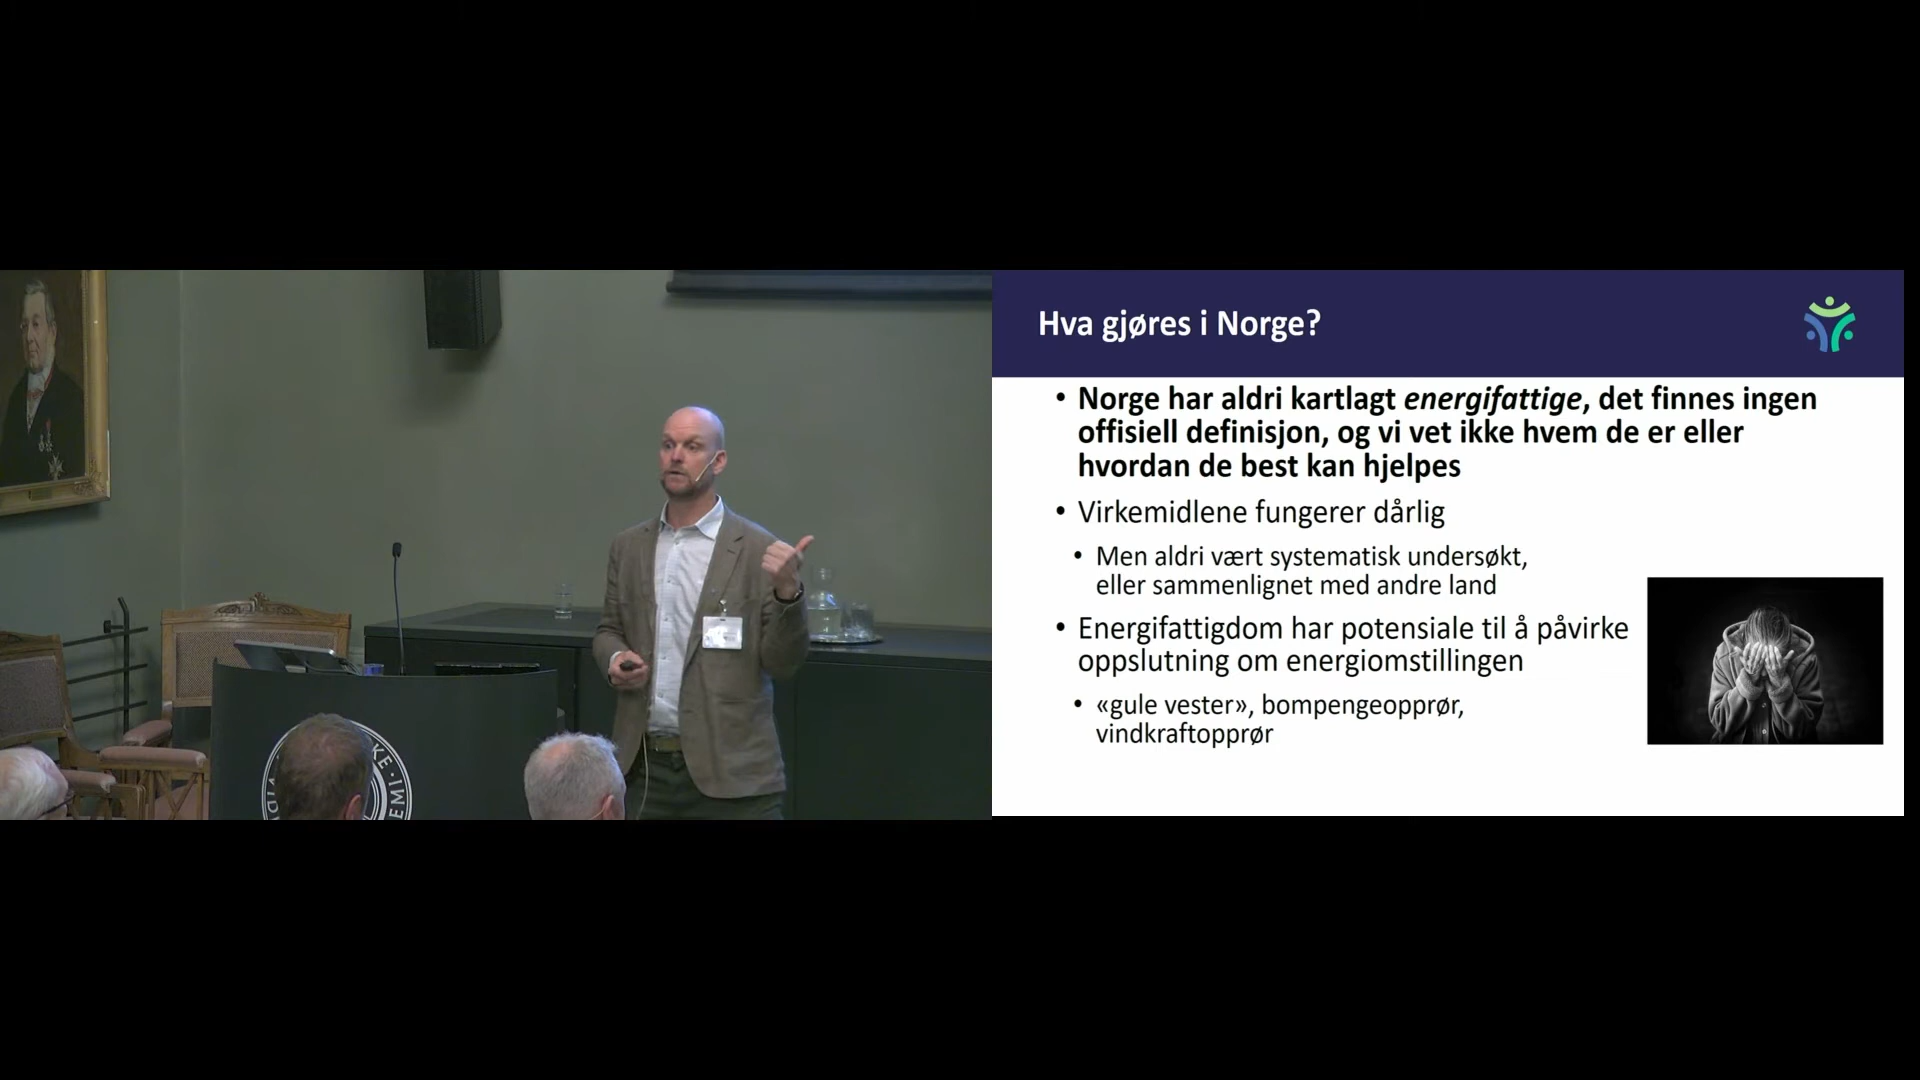 Hva gjøres i Norge?
• Norge har aldri kartlagt energifattige, det finnes ingen
offisiell definisjon, og vi vet ikke hvem de er eller
hvordan de best kan hjelpes
• Virkemidlene fungerer dårlig
• Men aldri vært systematisk undersøkt,
eller sammenlignet med andre land
• Energifattigdom har potensiale til å påvirke
oppslutning om energiomstillingen
• «gule vester», bompengeopprør,
vindkraftopprør